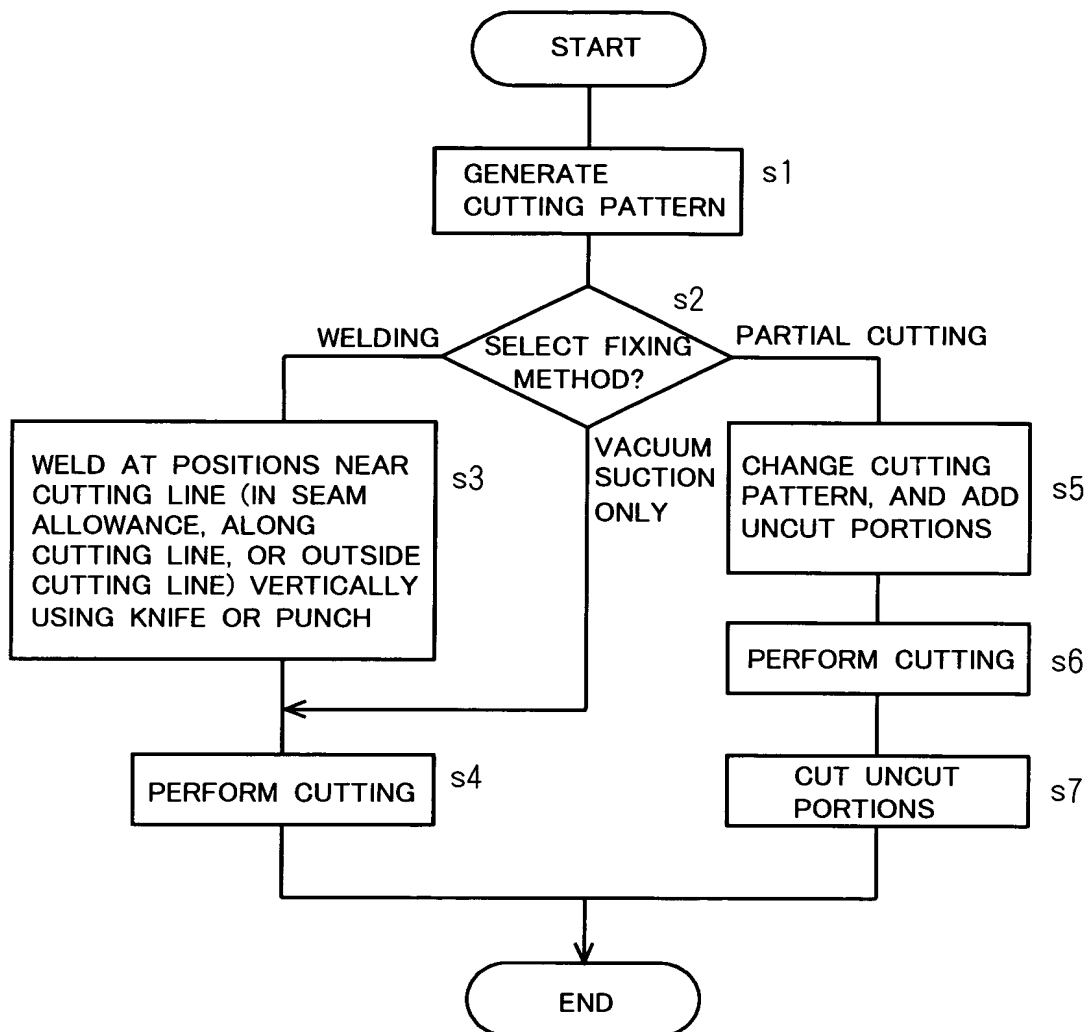 START
GENERATE
CUTTING PATTERN
s1
s2
WELDING
SELECT FIXING
METHOD?
PARTIAL CUTTING
VACUUM
SUCTION
ONLY
WELD AT POSITIONS NEAR
CUTTING LINE (IN SEAM
ALLOWANCE, ALONG
CUTTING LINE, OR OUTSIDE
CUTTING LINE) VERTICALLY
USING KNIFE OR PUNCH
s3
CHANGE CUTTING
PATTERN, AND ADD
UNCUT PORTIONS
s5
PERFORM CUTTING
s6
PERFORM CUTTING
s4
CUT UNCUT
PORTIONS
s7
END